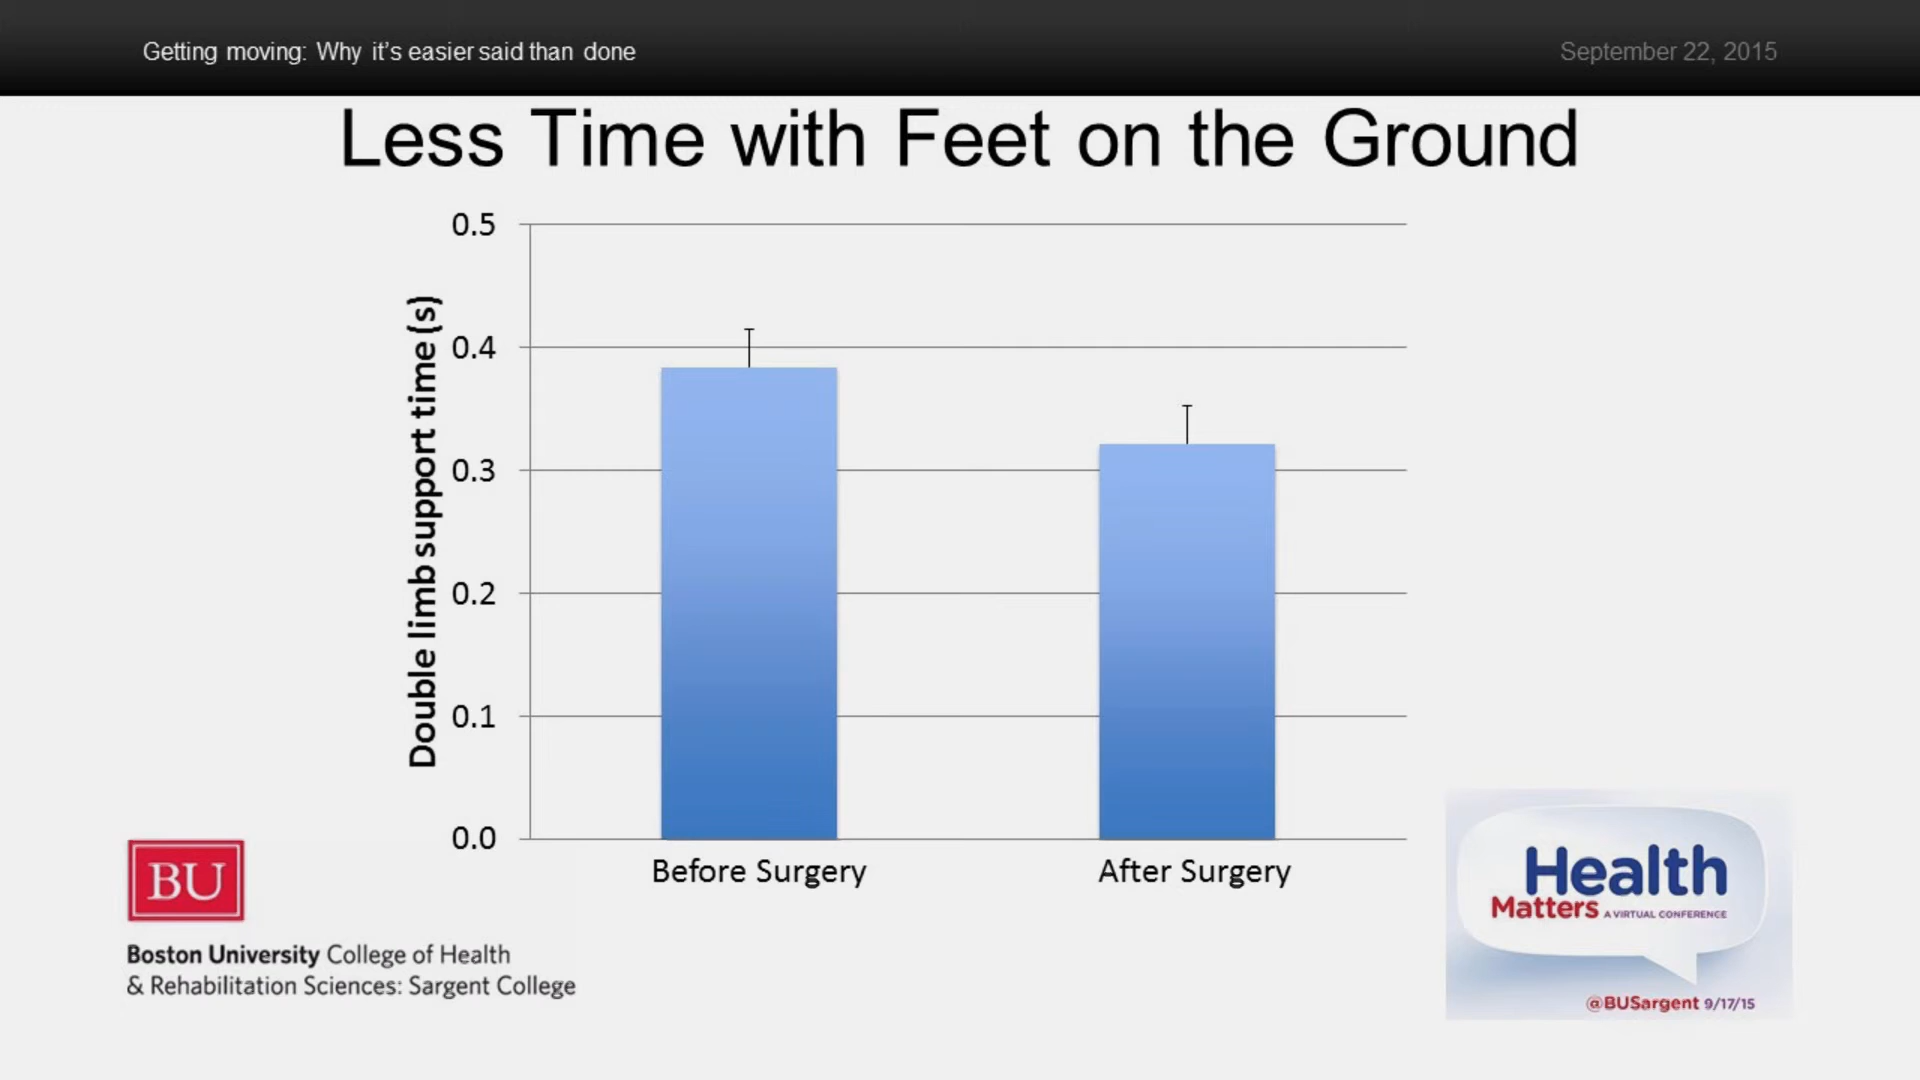 Getting moving: Why it's easier said than done
September 22, 2015
Less Time with Feet on the Ground
Double limb support time (s)
0.5
0.4
0.3
0.2
0.1
0.0
Before Surgery
After Surgery
BU
Boston University College of Health
& Rehabilitation Sciences: Sargent College
Health
Matters A VIRTUAL CONFERENCE
@BUSargent 9/17/15